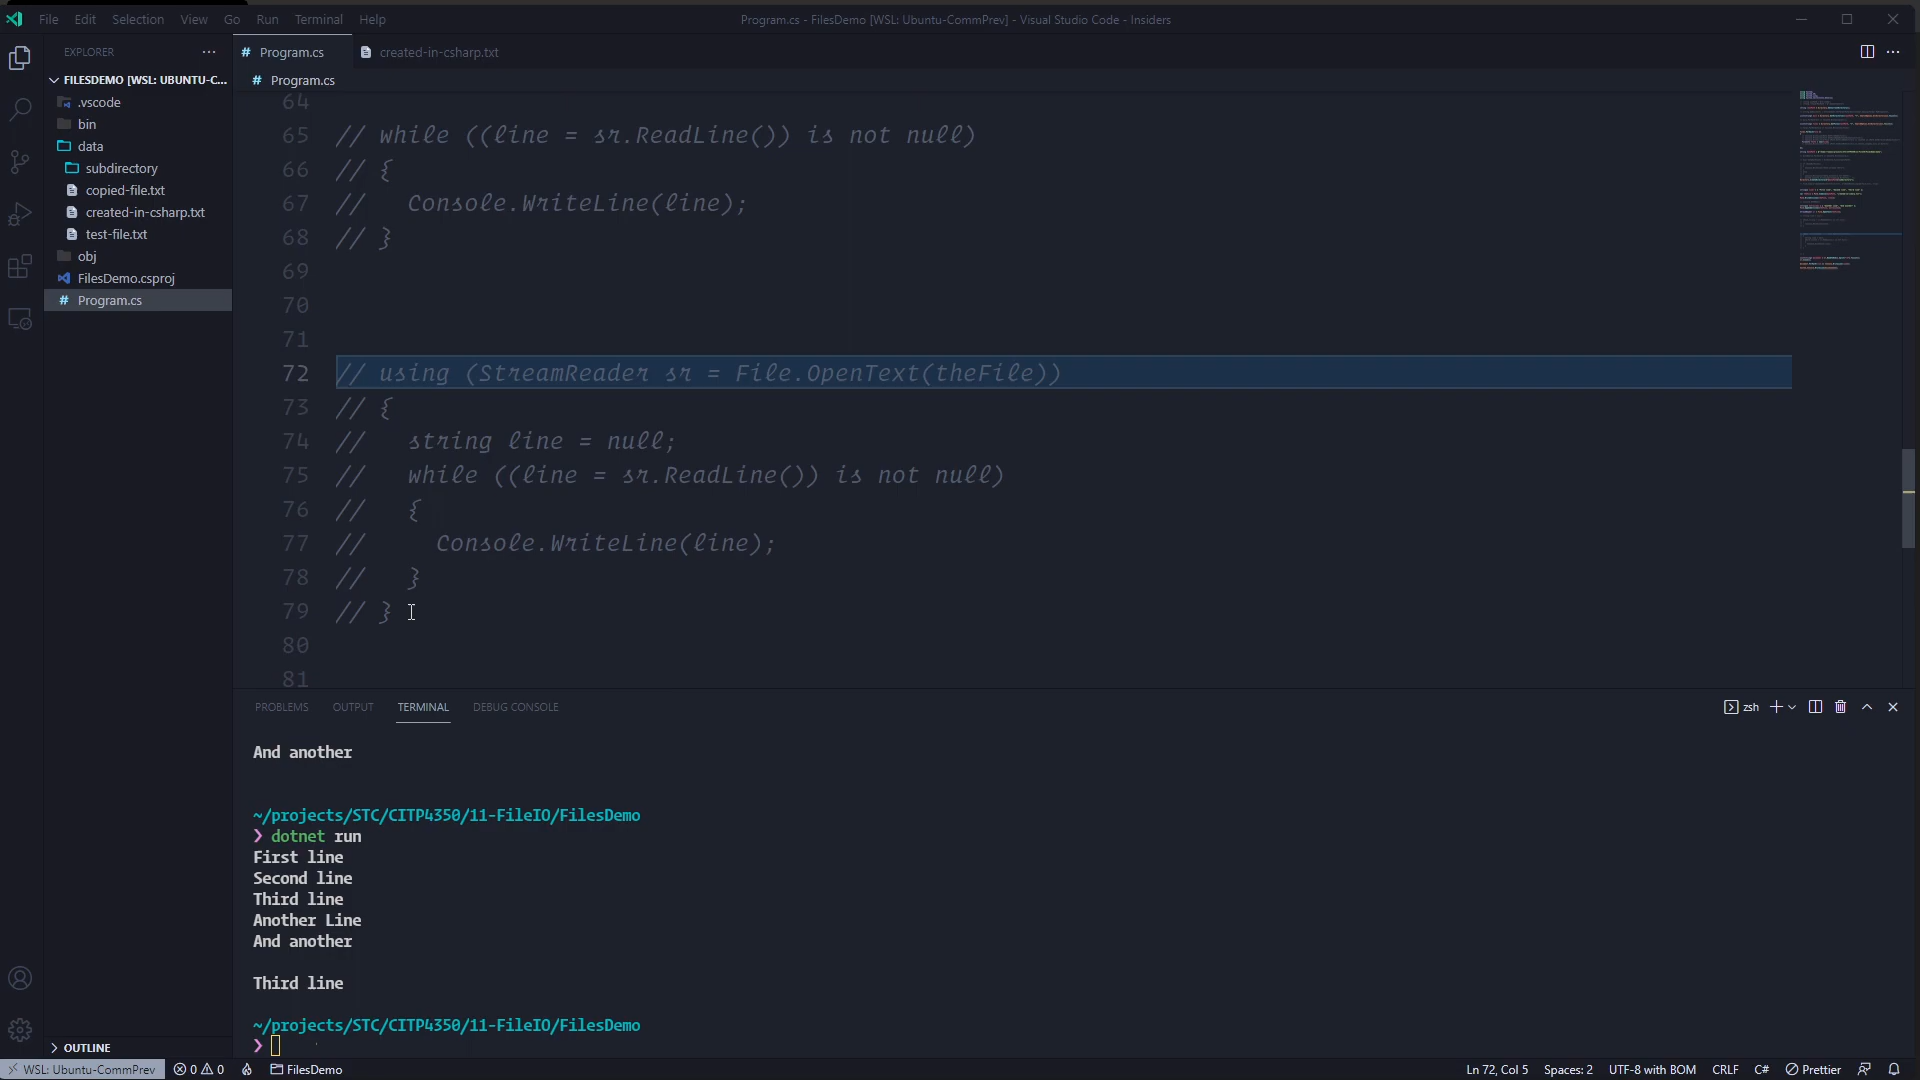 File Edit Selection View Go Run Terminal Help
Program.cs - FilesDemo [WSL: Ubuntu-CommPrev] - Visual Studio Code - Insiders
EXPLORER
FILESDEMO [WSL: UBUNTU-C...
.vscode
bin
data
subdirectory
copied-file.txt
created-in-csharp.txt
test-file.txt
obj
FilesDemo.csproj
# Program.cs
OUTLINE
# Program.cs
created-in-csharp.txt
# Program.cs
64
65 // while ((line = sr.ReadLine()) is not null)
66 // {
67 //   Console.WriteLine(line);
68 // }
69
70
71
72 // using (StreamReader sr = File.OpenText(theFile))
73 // {
74 //   string line = null;
75 //   while ((line = sr.ReadLine()) is not null)
76 //   {
77 //     Console.WriteLine(line);
78 //   }
79 // }
80
81
PROBLEMS OUTPUT TERMINAL DEBUG CONSOLE
zsh
And another
~/projects/STC/CITP4350/11-FileIO/FilesDemo
❯ dotnet run
First line
Second line
Third line
Another Line
And another
Third line
~/projects/STC/CITP4350/11-FileIO/FilesDemo
❯
WSL: Ubuntu-CommPrev 0 0 FilesDemo
Ln 72, Col 5 Spaces: 2 UTF-8 with BOM CRLF C# Prettier